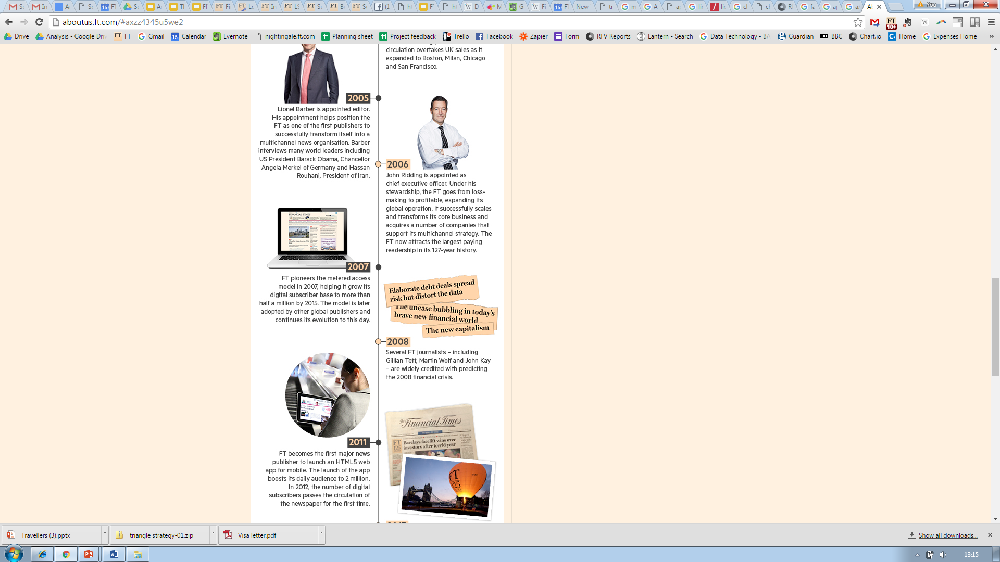 aboutus.ft.com/#axzz4345u5we2
You
Drive
Analysis - Google Dri
FT
Gmail
Calendar
Evernote
nightingale.ft.com
Planning sheet
Project feedback
Trello
Facebook
Zapier
Form
RFV Reports
Lantern - Search
Data Technology - BA
Guardian
BBC
Chart.io
Home
Expenses Home
circulation overtakes UK sales as it
expanded to Boston, Milan, Chicago
and San Francisco.
2005
Lionel Barber is appointed editor.
His appointment helps position the
FT as one of the first publishers to
successfully transform itself into a
multichannel news organisation. Barber
interviews many world leaders including
US President Barack Obama, Chancellor
Angela Merkel of Germany and Hassan
Rouhani, President of Iran.
2006
John Ridding is appointed as
chief executive officer. Under his
stewardship, the FT goes from loss-
making to profitable, expanding its
global operation. It successfully scales
and transforms its core business and
acquires a number of companies that
support its multichannel strategy. The
FT now attracts the largest paying
readership in its 127-year history.
FINANCIAL TIMES
2007
FT pioneers the metered access
model in 2007, helping it grow its
digital subscriber base to more than
half a million by 2015. The model is later
adopted by other global publishers and
continues its evolution to this day.
Elaborate debt deals spread
risk but distort the data
The unease bubbling in today's
brave new financial world
The new capitalism
2008
Several FT journalists – including
Gillian Tett, Martin Wolf and John Kay
– are widely credited with predicting
the 2008 financial crisis.
2011
FT becomes the first major news
publisher to launch an HTML5 web
app for mobile. The launch of the app
boosts its daily audience to 2 million.
In 2012, the number of digital
subscribers passes the circulation of
the newspaper for the first time.
The Financial Times
FT
125
Barclays facelift wins over
investors after torrid year
FT
125
Travellers (3).pptx
triangle strategy-01.zip
Visa letter.pdf
Show all downloads...
13:15